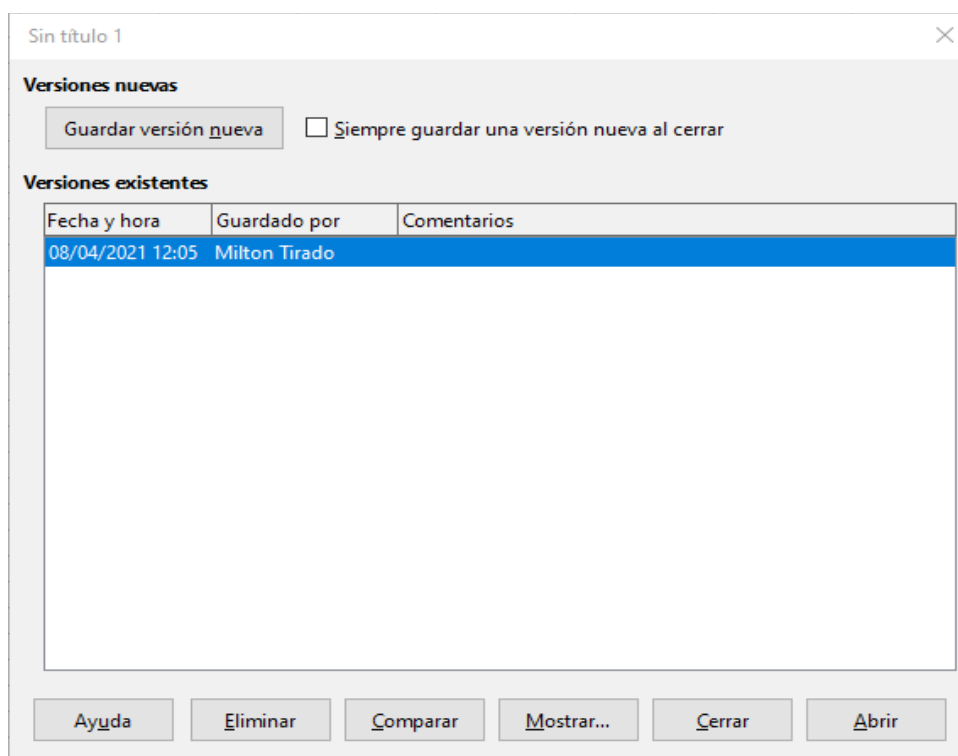 Sin título 1
Versiones nuevas
Guardar versión nueva Siempre guardar una versión nueva al cerrar
Versiones existentes
Fecha y hora Guardado por Comentarios
08/04/2021 12:05 Milton Tirado
Ayuda Eliminar Comparar Mostrar... Cerrar Abrir